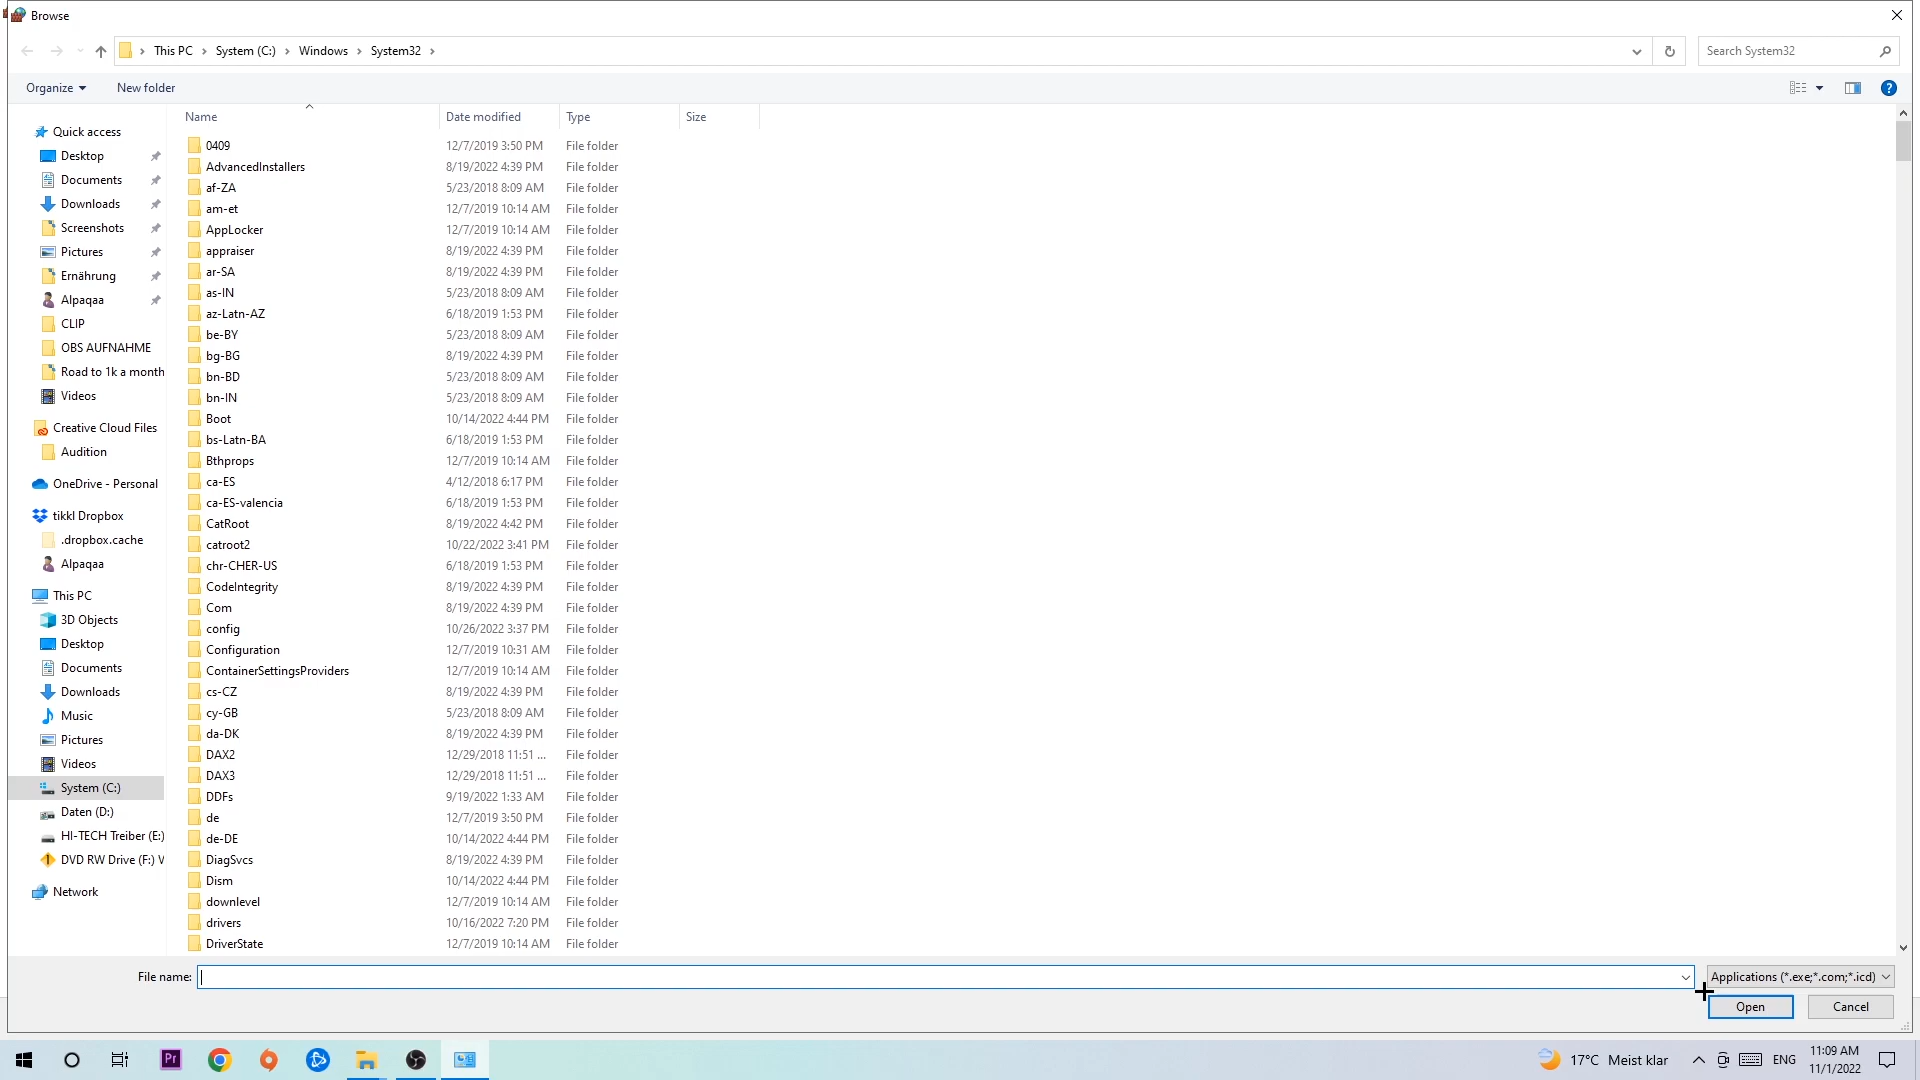 Browse
This PC > System (C:) > Windows > System32 >
Search System32
Organize
New folder
Name Date modified Type Size
Quick access
Desktop
Documents
Downloads
Screenshots
Pictures
Ernährung
Alpaqaa
CLIP
OBS AUFNAHME
Road to 1k a month
Videos
Creative Cloud Files
Audition
OneDrive - Personal
tikkl Dropbox
.dropbox.cache
Alpaqaa
This PC
3D Objects
Desktop
Documents
Downloads
Music
Pictures
Videos
System (C:)
Daten (D:)
HI-TECH Treiber (E:)
DVD RW Drive (F:) V
Network
0409 12/7/2019 3:50 PM File folder
AdvancedInstallers 8/19/2022 4:39 PM File folder
af-ZA 5/23/2018 8:09 AM File folder
am-et 12/7/2019 10:14 AM File folder
AppLocker 12/7/2019 10:14 AM File folder
appraiser 8/19/2022 4:39 PM File folder
ar-SA 8/19/2022 4:39 PM File folder
as-IN 5/23/2018 8:09 AM File folder
az-Latn-AZ 6/18/2019 1:53 PM File folder
be-BY 5/23/2018 8:09 AM File folder
bg-BG 8/19/2022 4:39 PM File folder
bn-BD 5/23/2018 8:09 AM File folder
bn-IN 5/23/2018 8:09 AM File folder
Boot 10/14/2022 4:44 PM File folder
bs-Latn-BA 6/18/2019 1:53 PM File folder
Bthprops 12/7/2019 10:14 AM File folder
ca-ES 4/12/2018 6:17 PM File folder
ca-ES-valencia 6/18/2019 1:53 PM File folder
CatRoot 8/19/2022 4:42 PM File folder
catroot2 10/22/2022 3:41 PM File folder
chr-CHER-US 6/18/2019 1:53 PM File folder
CodeIntegrity 8/19/2022 4:39 PM File folder
Com 8/19/2022 4:39 PM File folder
config 10/26/2022 3:37 PM File folder
Configuration 12/7/2019 10:31 AM File folder
ContainerSettingsProviders 12/7/2019 10:14 AM File folder
cs-CZ 8/19/2022 4:39 PM File folder
cy-GB 5/23/2018 8:09 AM File folder
da-DK 8/19/2022 4:39 PM File folder
DAX2 12/29/2018 11:51 ... File folder
DAX3 12/29/2018 11:51 ... File folder
DDFs 9/19/2022 1:33 AM File folder
de 12/7/2019 3:50 PM File folder
de-DE 10/14/2022 4:44 PM File folder
DiagSvcs 8/19/2022 4:39 PM File folder
Dism 10/14/2022 4:44 PM File folder
downlevel 12/7/2019 10:14 AM File folder
drivers 10/16/2022 7:20 PM File folder
DriverState 12/7/2019 10:14 AM File folder
File name:
Applications (*.exe;*.com;*.icd)
Open
Cancel
Pr
17°C Meist klar
ENG
11:09 AM
11/1/2022